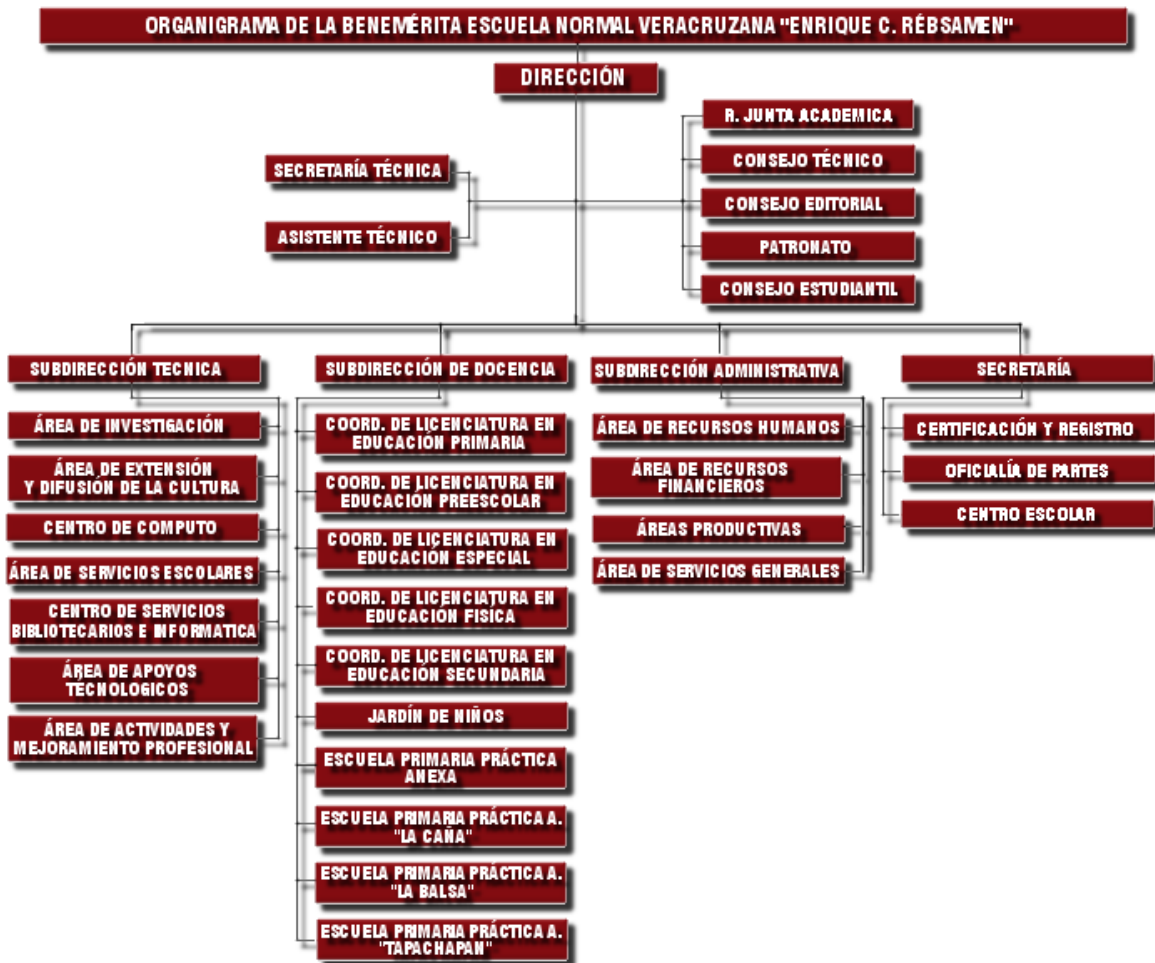 ORGANIGRAMA DE LA BENEMÉRITA ESCUELA NORMAL VERACRUZANA "ENRIQUE C. RÉBSAMEN"
DIRECCIÓN
SECRETARÍA TÉCNICA
ASISTENTE TÉCNICO
R. JUNTA ACADEMICA
CONSEJO TÉCNICO
CONSEJO EDITORIAL
PATRONATO
CONSEJO ESTUDIANTIL
SUBDIRECCIÓN TECNICA
ÁREA DE INVESTIGACIÓN
ÁREA DE EXTENSIÓN
Y DIFUSIÓN DE LA CULTURA
CENTRO DE COMPUTO
ÁREA DE SERVICIOS ESCOLARES
CENTRO DE SERVICIOS
BIBLIOTECARIOS E INFORMATICA
ÁREA DE APOYOS
TECNOLOGICOS
ÁREA DE ACTIVIDADES Y
MEJORAMIENTO PROFESIONAL
SUBDIRECCIÓN DE DOCENCIA
COORD. DE LICENCIATURA EN
EDUCACIÓN PRIMARIA
COORD. DE LICENCIATURA EN
EDUCACIÓN PREESCOLAR
COORD. DE LICENCIATURA EN
EDUCACIÓN ESPECIAL
COORD. DE LICENCIATURA EN
EDUCACIÓN FISICA
COORD. DE LICENCIATURA EN
EDUCACIÓN SECUNDARIA
JARDÍN DE NIÑOS
ESCUELA PRIMARIA PRÁCTICA
ANEXA
ESCUELA PRIMARIA PRÁCTICA A.
"LA CAÑA"
ESCUELA PRIMARIA PRÁCTICA A.
"LA BALSA"
ESCUELA PRIMARIA PRÁCTICA A.
"TAPACHAPAN"
SUBDIRECCIÓN ADMINISTRATIVA
ÁREA DE RECURSOS HUMANOS
ÁREA DE RECURSOS
FINANCIEROS
ÁREAS PRODUCTIVAS
ÁREA DE SERVICIOS GENERALES
SECRETARÍA
CERTIFICACIÓN Y REGISTRO
OFICIALÍA DE PARTES
CENTRO ESCOLAR